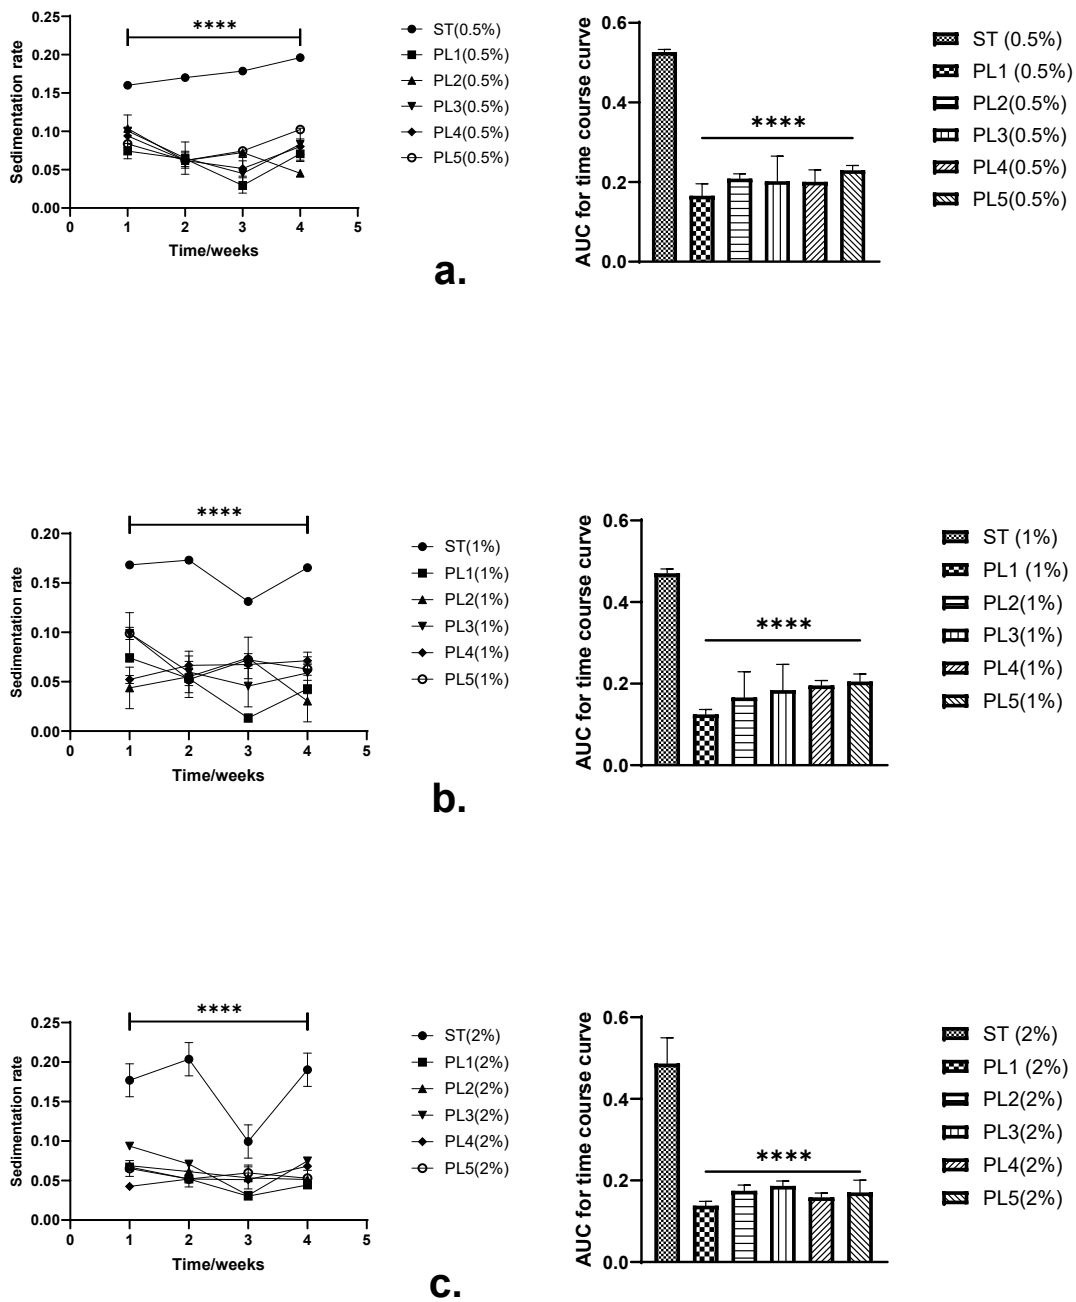 Sedimentation rate
0.25
0.20
0.15
0.10
0.05
0.00
****
0 1 2 3 4 5
Time/weeks
ST(0.5%)
PL1(0.5%)
PL2(0.5%)
PL3(0.5%)
PL4(0.5%)
PL5(0.5%)
AUC for time course curve
0.6
0.4
0.2
0.0
****
ST (0.5%)
PL1 (0.5%)
PL2(0.5%)
PL3(0.5%)
PL4(0.5%)
PL5(0.5%)
a.
Sedimentation rate
0.20
0.15
0.10
0.05
0.00
****
0 1 2 3 4 5
Time/weeks
ST(1%)
PL1(1%)
PL2(1%)
PL3(1%)
PL4(1%)
PL5(1%)
AUC for time course curve
0.6
0.4
0.2
0.0
****
ST (1%)
PL1 (1%)
PL2(1%)
PL3(1%)
PL4(1%)
PL5(1%)
b.
Sedimentation rate
0.25
0.20
0.15
0.10
0.05
0.00
****
0 1 2 3 4 5
Time/weeks
ST(2%)
PL1(2%)
PL2(2%)
PL3(2%)
PL4(2%)
PL5(2%)
AUC for time course curve
0.6
0.4
0.2
0.0
****
ST (2%)
PL1 (2%)
PL2(2%)
PL3(2%)
PL4(2%)
PL5(2%)
c.